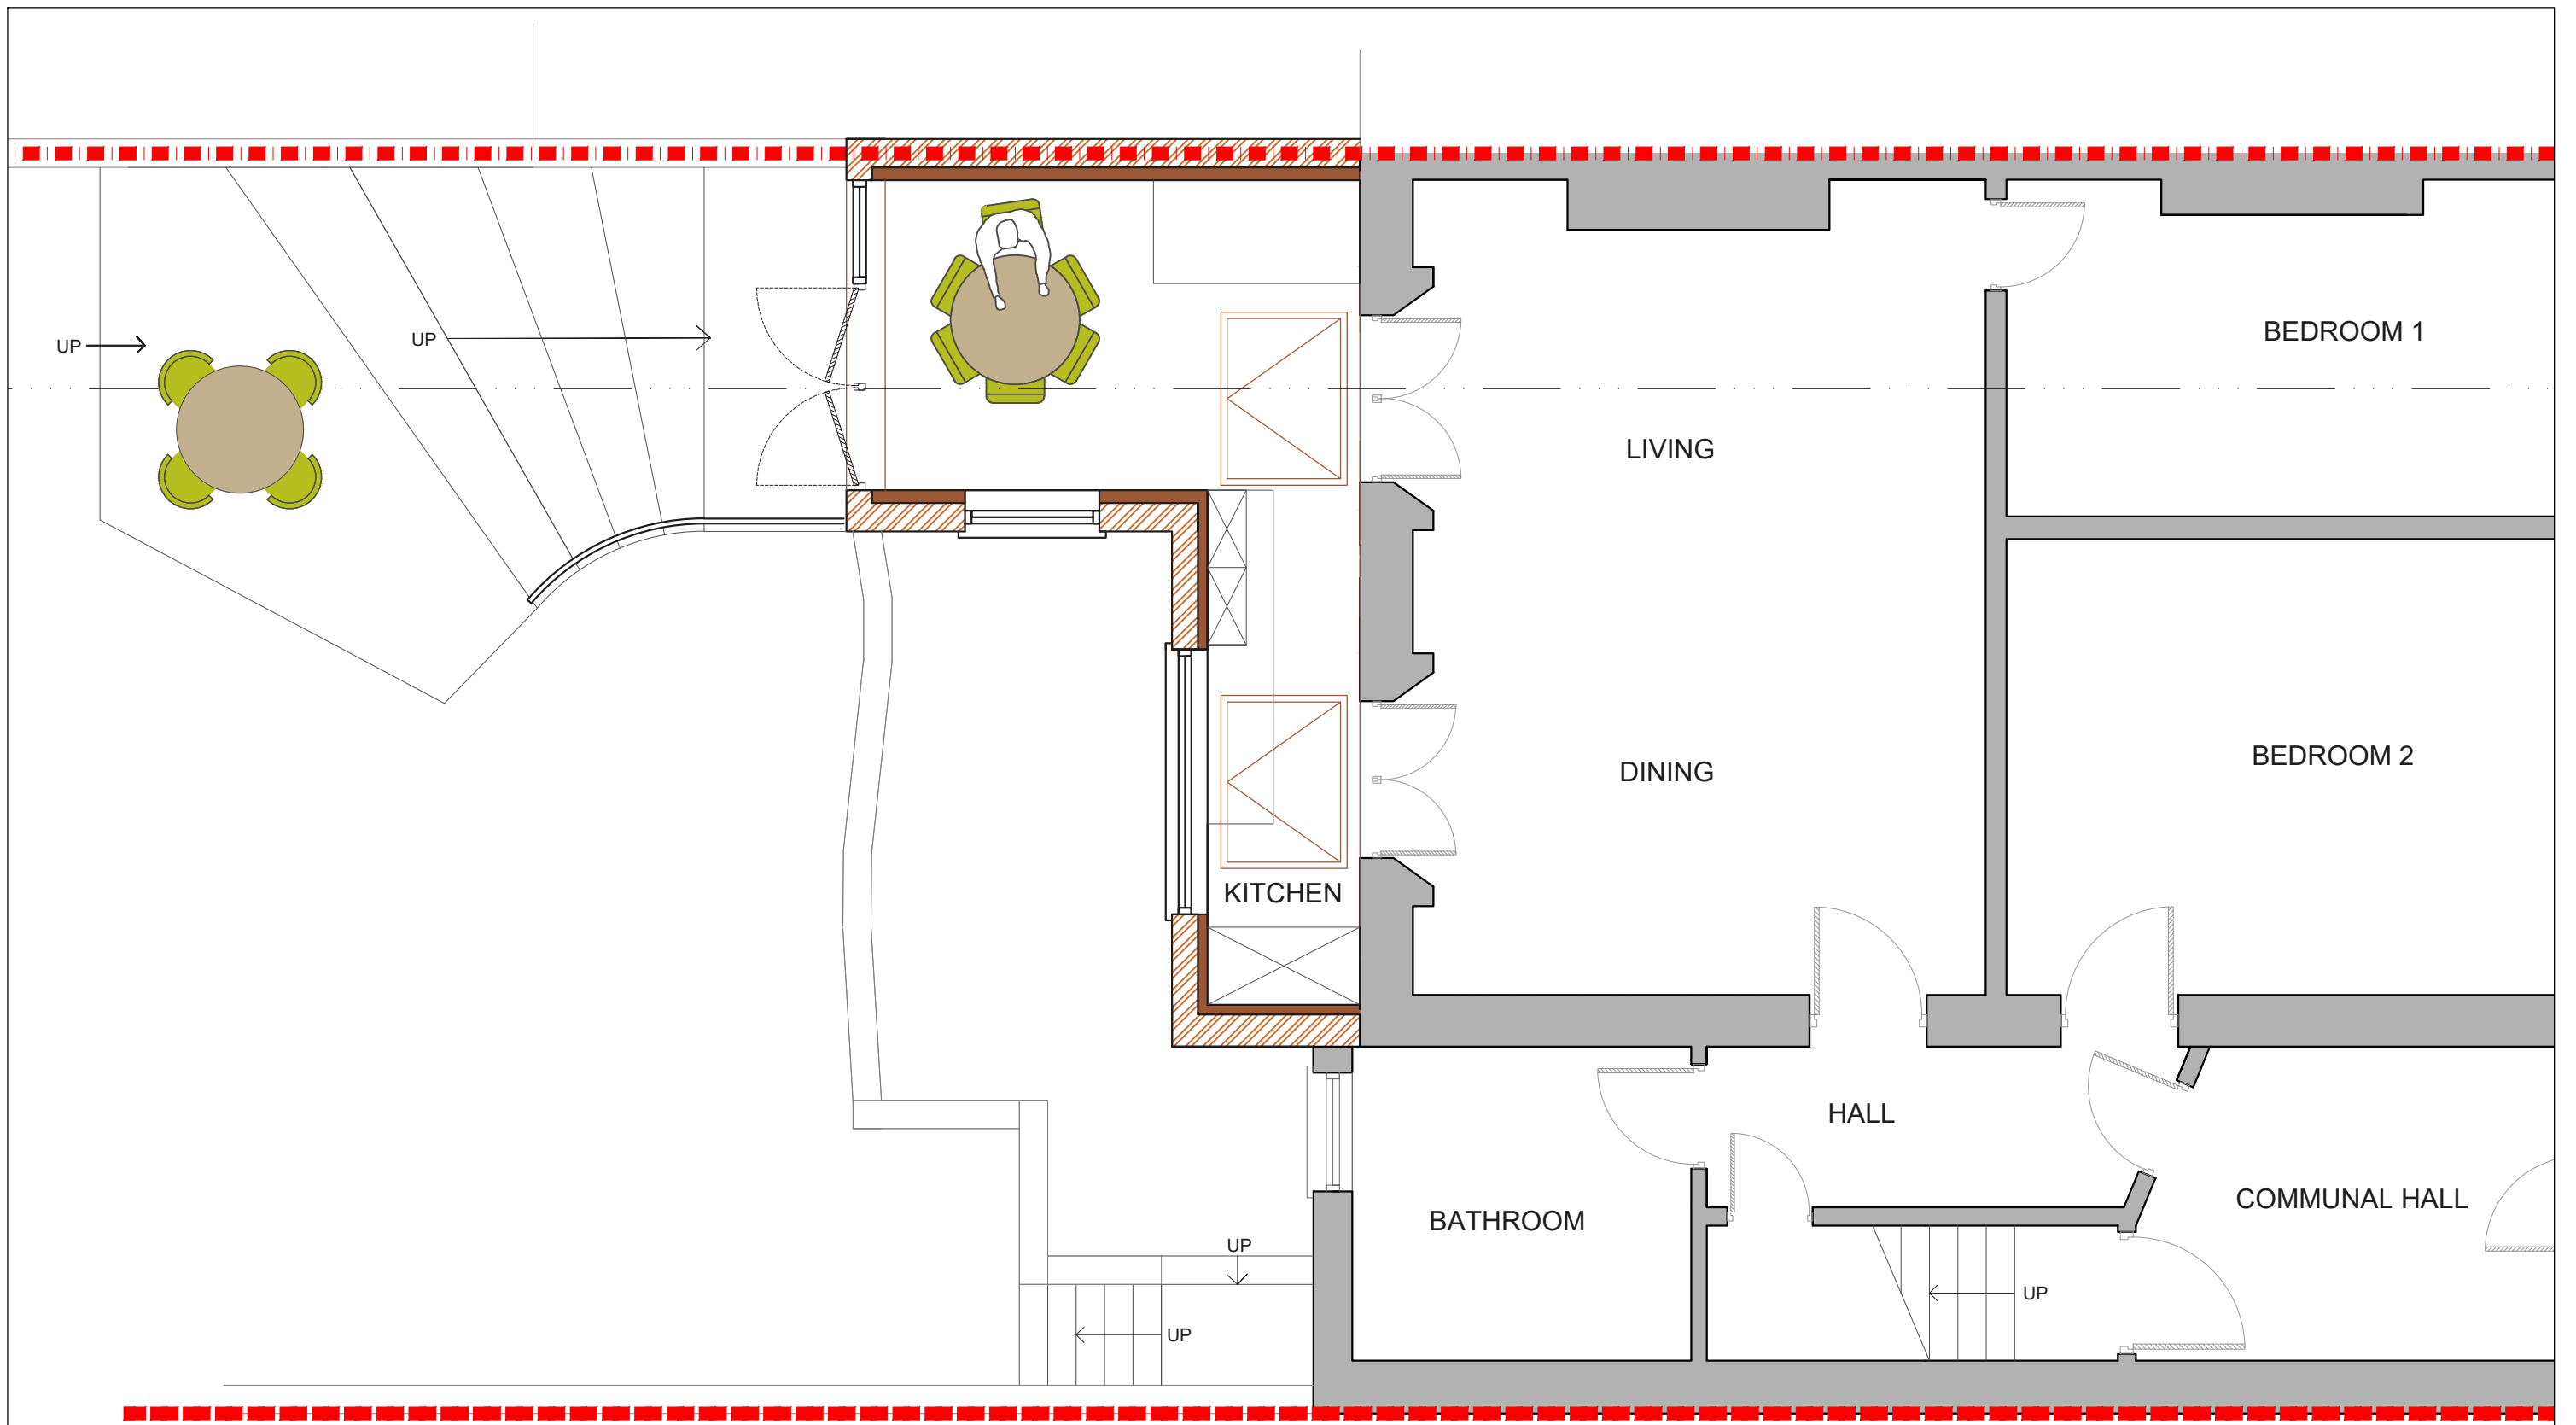 BEDROOM 1
UP
UP
LIVING
BEDROOM 2
DINING
KITCHEN
HALL
COMMUNAL HALL
BATHROOM
UP
UP
UP